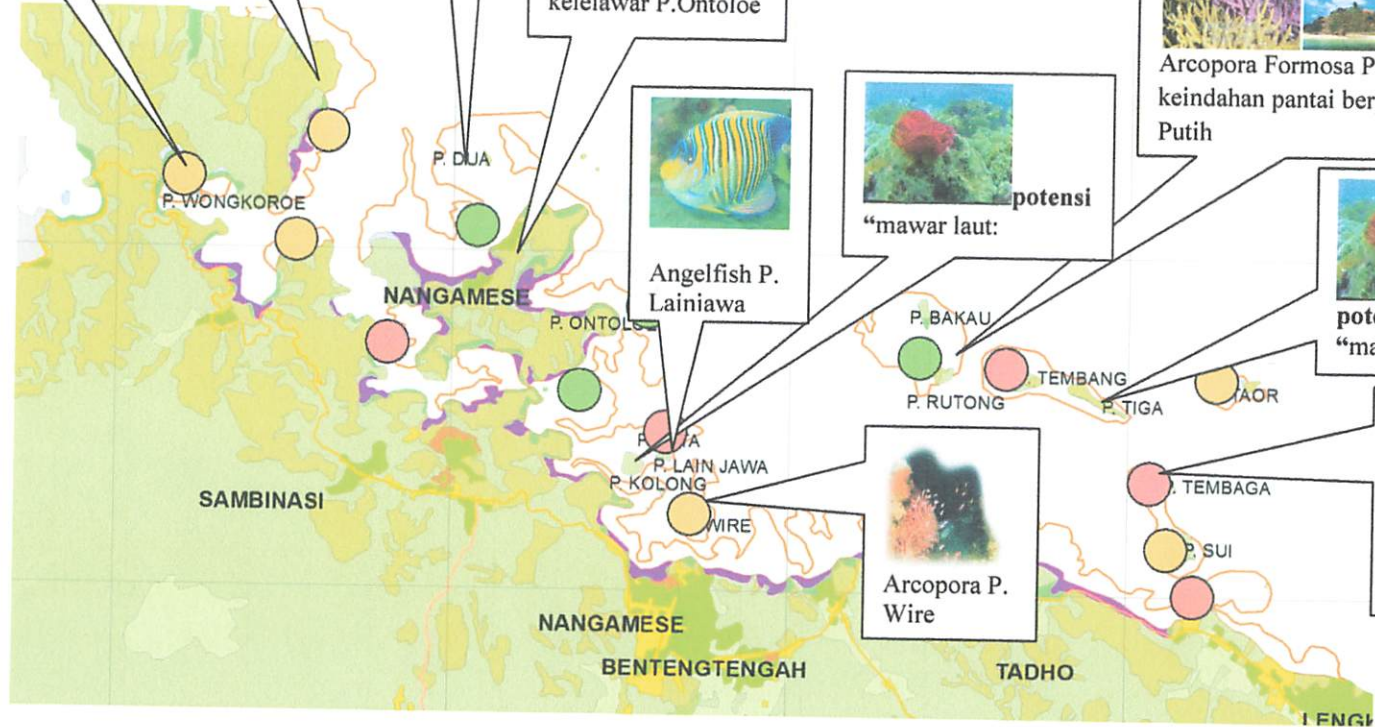 kelelawar P.Ontoloe
Arcopora Formosa P
keindahan pantai ber
Putih
P. DUA
P. WONGKOROE
potensi
“mawar laut:
Angelfish P.
Lainiawa
NANGAMESE
P. ONTOLOE
P. BAKAU
P. RUTONG
TEMBANG
P. TIGA
TAOR
pote
“ma
P. LAIN JAWA
P. KOLONG
WIRE
SAMBINASI
TEMBAGA
P. SUI
Arcopora P.
Wire
NANGAMESE
BENTENGTENGAH
TADHO